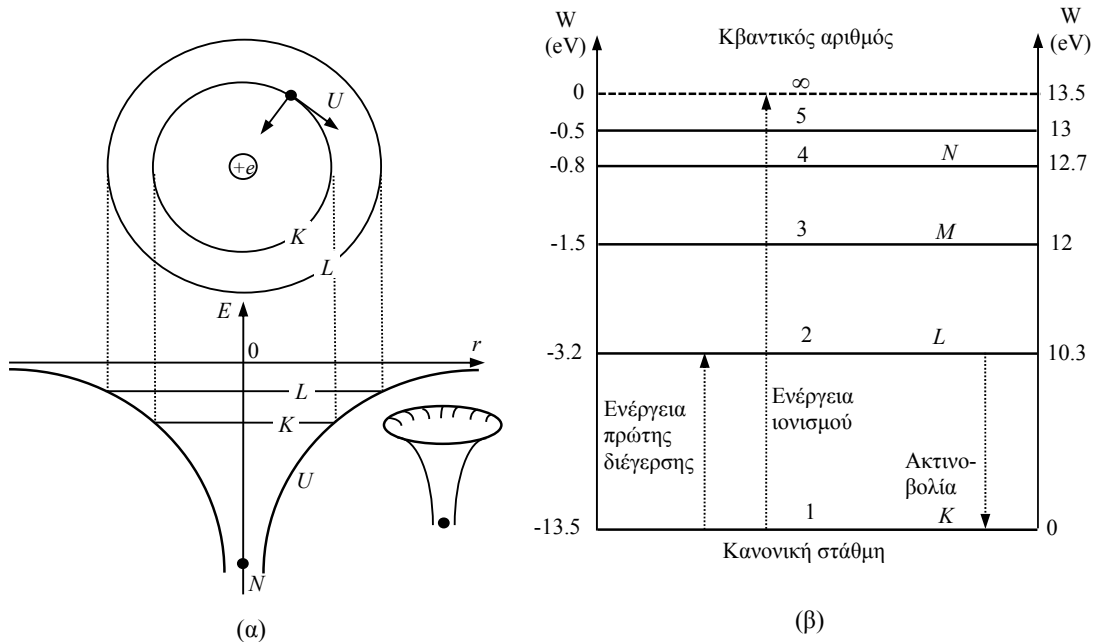 U
+e
K
L
E
r
0
L
K
U
N
(α)
W
(eV)
Κβαντικός αριθμός
W
(eV)
0
∞
13.5
-0.5
5
13
-0.8
4
N
12.7
-1.5
3
M
12
-3.2
2
L
10.3
Ενέργεια
πρώτης
διέγερσης
Ενέργεια
ιονισμού
Ακτινο-
βολία
-13.5
1
K
0
Κανονική στάθμη
(β)